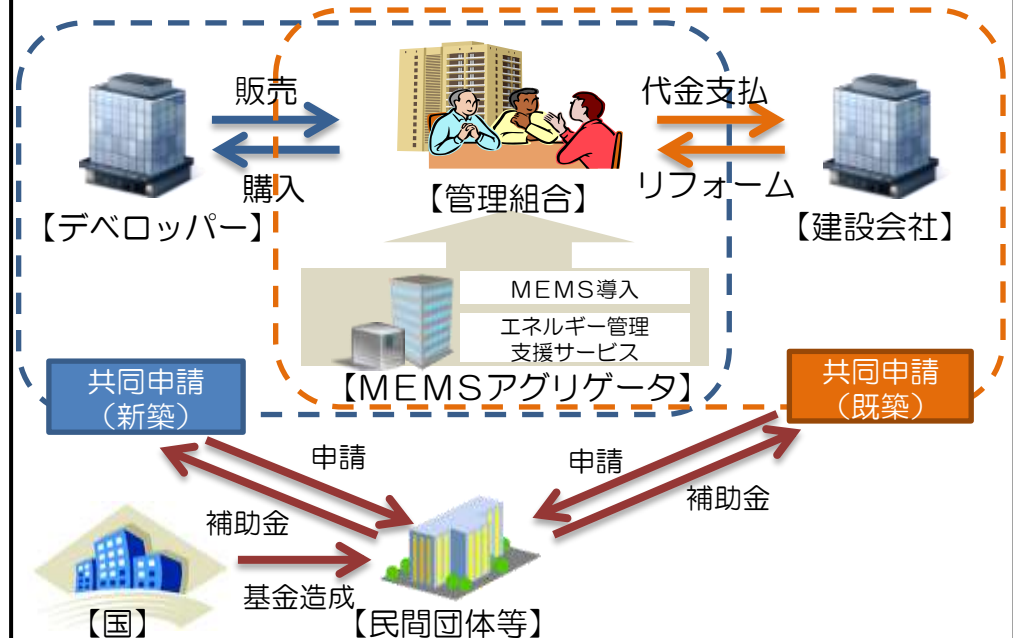 販売
購入
代金支払
リフォーム
【デベロッパー】
【管理組合】
【建設会社】
MEMS導入
エネルギー管理
支援サービス
【MEMSアグリゲータ】
共同申請
(新築)
共同申請
(既築)
申請
補助金
申請
補助金
基金造成
【国】
【民間団体等】